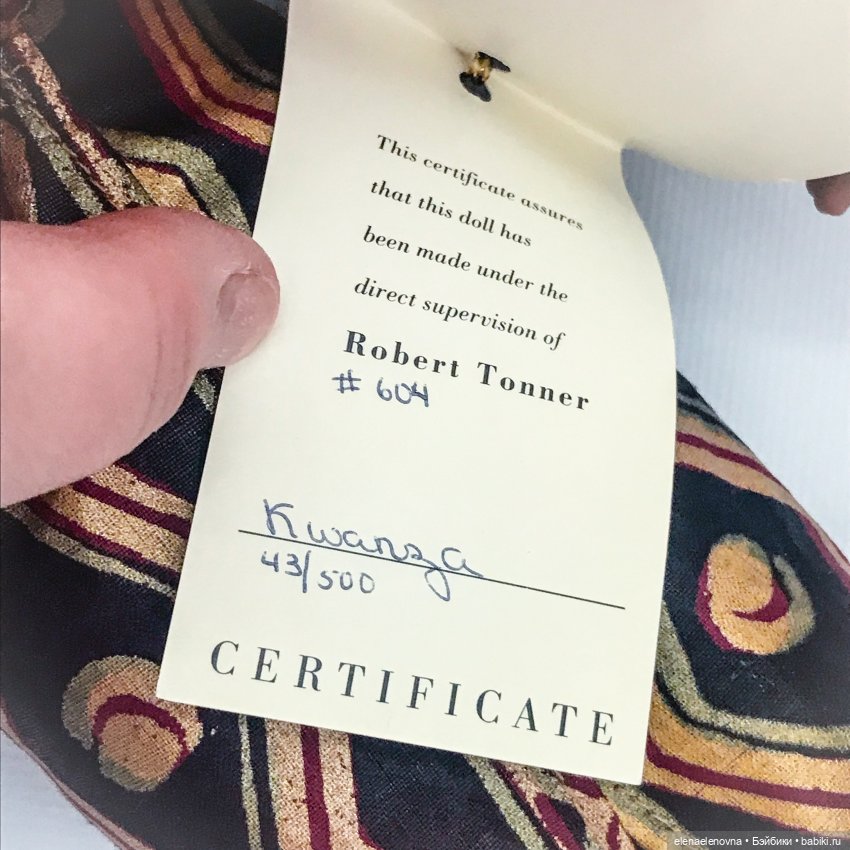 This certificate assures
that this doll has
been made under the
direct supervision of
Robert Tonner
# 604
Kwanza
43/500
CERTIFICATE
elenaelenovna • Бэйбики • babiki.ru